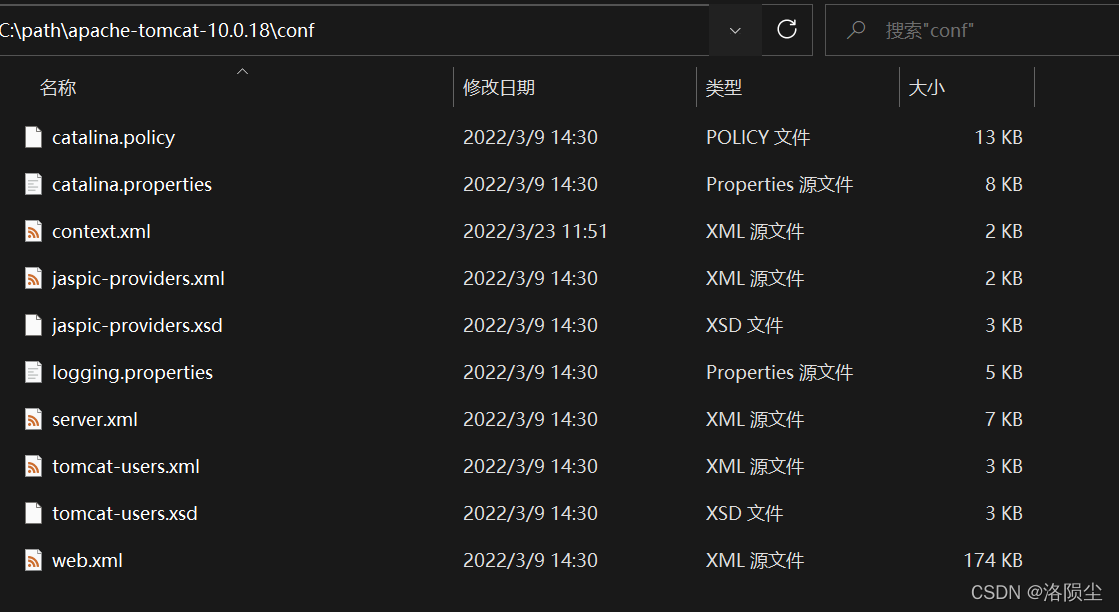 C:\path\apache-tomcat-10.0.18\conf 搜索"conf"
名称 修改日期 类型 大小
catalina.policy 2022/3/9 14:30 POLICY 文件 13 KB
catalina.properties 2022/3/9 14:30 Properties 源文件 8 KB
context.xml 2022/3/23 11:51 XML 源文件 2 KB
jaspic-providers.xml 2022/3/9 14:30 XML 源文件 2 KB
jaspic-providers.xsd 2022/3/9 14:30 XSD 文件 3 KB
logging.properties 2022/3/9 14:30 Properties 源文件 5 KB
server.xml 2022/3/9 14:30 XML 源文件 7 KB
tomcat-users.xml 2022/3/9 14:30 XML 源文件 3 KB
tomcat-users.xsd 2022/3/9 14:30 XSD 文件 3 KB
web.xml 2022/3/9 14:30 XML 源文件 174 KB
CSDN @洛陨尘